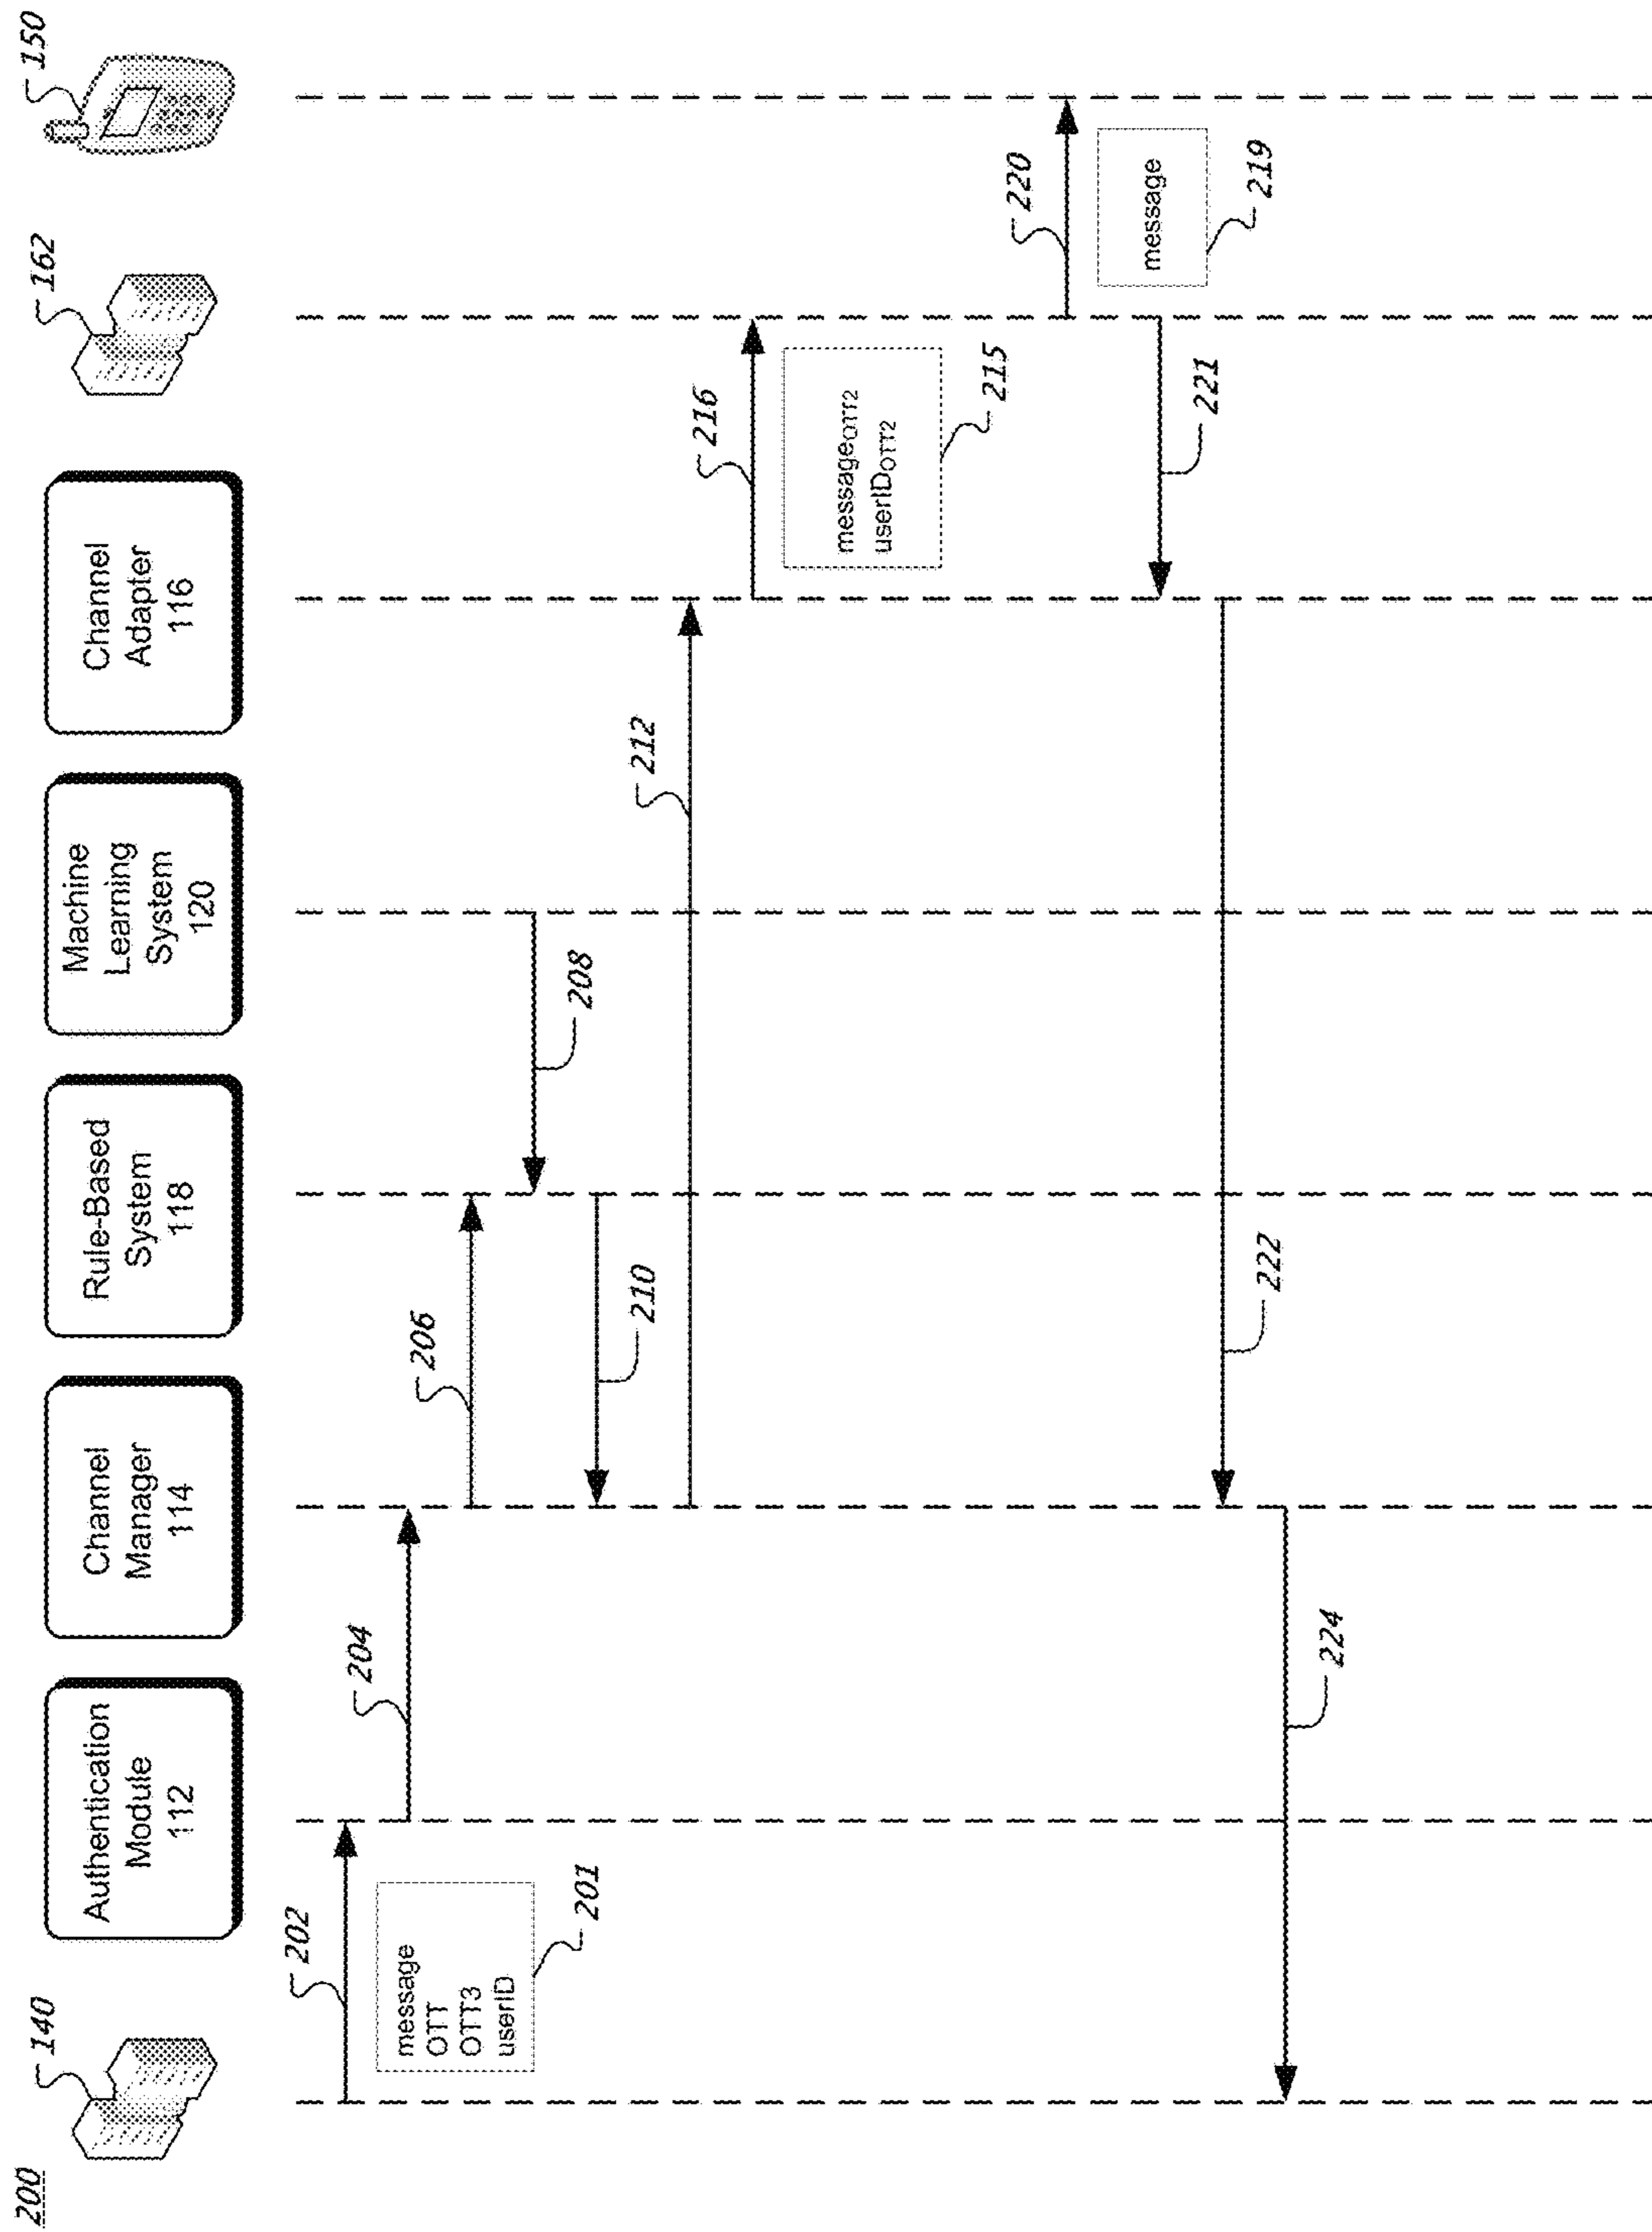 200
140
Authentication
Module
112
Channel
Manager
114
Rule-Based
System
118
Machine
Learning
System
120
Channel
Adapter
116
162
150
202
message
OTT
OTT3
userID
201
204
206
208
210
212
216
messageOTT2
userIDOTT2
215
220
message
219
221
222
224